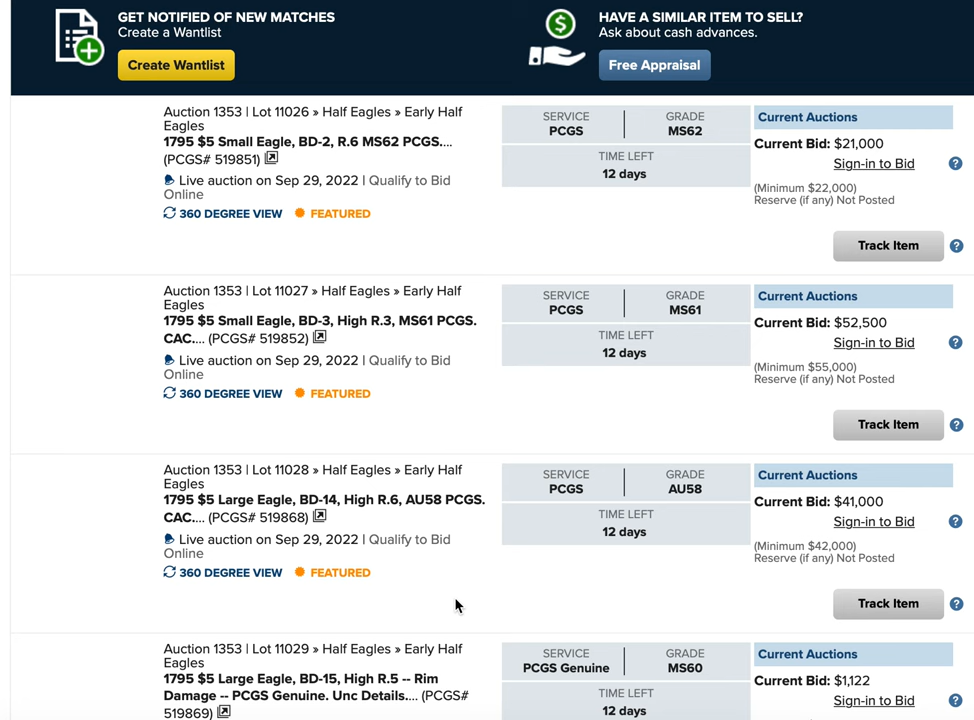 GET NOTIFIED OF NEW MATCHES
Create a Wantlist
Create Wantlist
$
HAVE A SIMILAR ITEM TO SELL?
Ask about cash advances.
Free Appraisal
Auction 1353 | Lot 11026 » Half Eagles » Early Half
Eagles
1795 $5 Small Eagle, BD-2, R.6 MS62 PCGS....
(PCGS# 519851)
Live auction on Sep 29, 2022 | Qualify to Bid
Online
360 DEGREE VIEW FEATURED
SERVICE GRADE
PCGS MS62
TIME LEFT
12 days
Current Auctions
Current Bid: $21,000
Sign-in to Bid ?
(Minimum $22,000)
Reserve (if any) Not Posted
Track Item ?
Auction 1353 | Lot 11027 » Half Eagles » Early Half
Eagles
1795 $5 Small Eagle, BD-3, High R.3, MS61 PCGS.
CAC.... (PCGS# 519852)
Live auction on Sep 29, 2022 | Qualify to Bid
Online
360 DEGREE VIEW FEATURED
SERVICE GRADE
PCGS MS61
TIME LEFT
12 days
Current Auctions
Current Bid: $52,500
Sign-in to Bid ?
(Minimum $55,000)
Reserve (if any) Not Posted
Track Item ?
Auction 1353 | Lot 11028 » Half Eagles » Early Half
Eagles
1795 $5 Large Eagle, BD-14, High R.6, AU58 PCGS.
CAC.... (PCGS# 519868)
Live auction on Sep 29, 2022 | Qualify to Bid
Online
360 DEGREE VIEW FEATURED
SERVICE GRADE
PCGS AU58
TIME LEFT
12 days
Current Auctions
Current Bid: $41,000
Sign-in to Bid ?
(Minimum $42,000)
Reserve (if any) Not Posted
Track Item ?
Auction 1353 | Lot 11029 » Half Eagles » Early Half
Eagles
1795 $5 Large Eagle, BD-15, High R.5 -- Rim
Damage -- PCGS Genuine. Unc Details.... (PCGS#
519869)
SERVICE GRADE
PCGS Genuine MS60
TIME LEFT
12 days
Current Auctions
Current Bid: $1,122
Sign-in to Bid ?